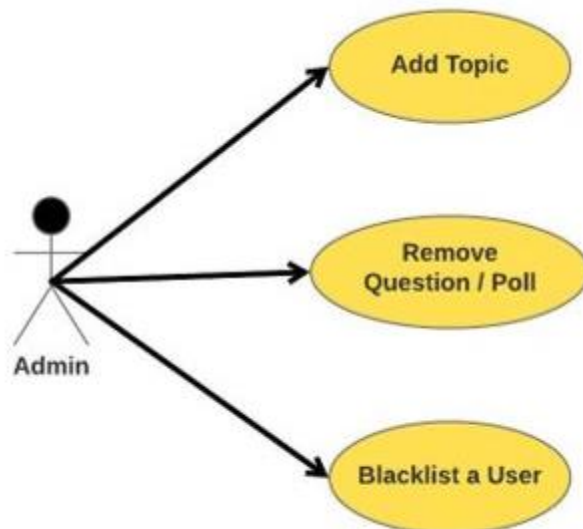 Add Topic
Remove
Question / Poll
Admin
Blacklist a User